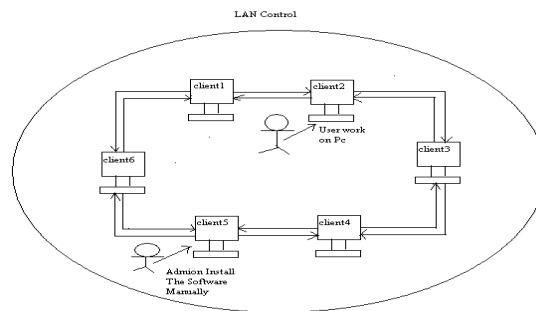 LAN Control
client1
client2
User work
on Pc
client3
client6
client5
client4
Admion Install
The Software
Manually